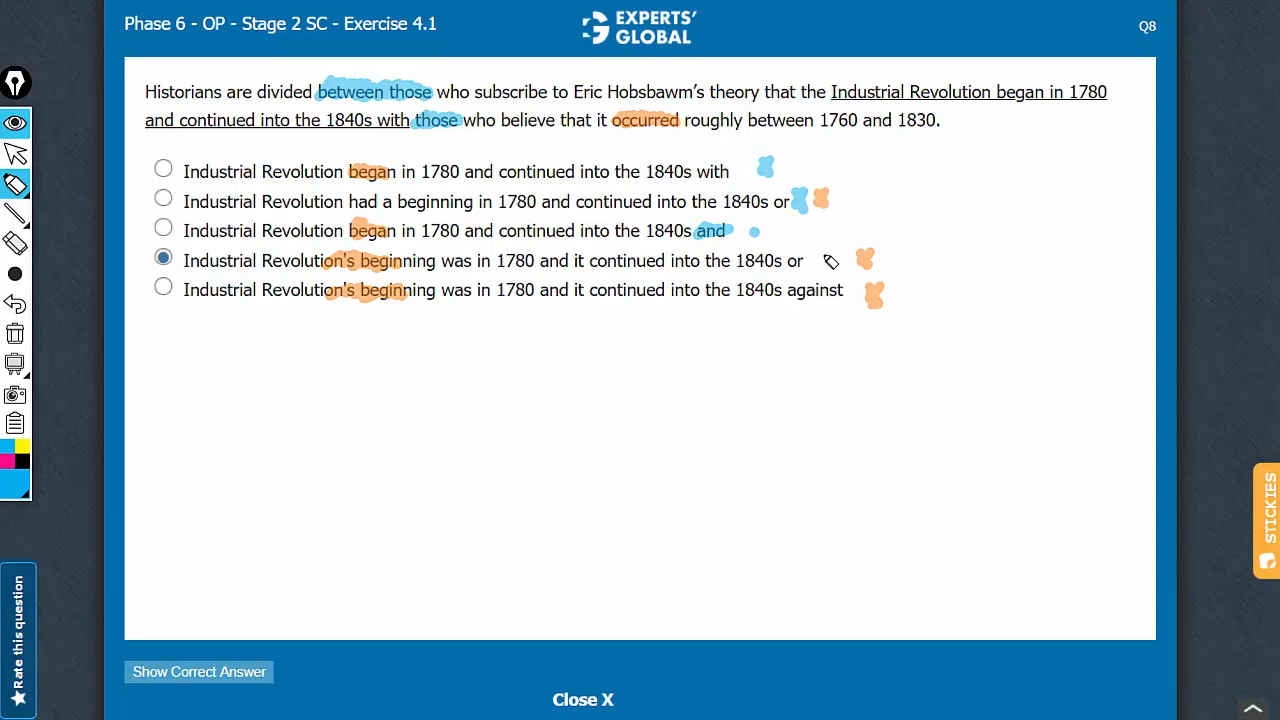 Phase 6 - OP - Stage 2 SC - Exercise 4.1
EXPERTS'
GLOBAL
Q8
Historians are divided between those who subscribe to Eric Hobsbawm's theory that the Industrial Revolution began in 1780
and continued into the 1840s with those who believe that it occurred roughly between 1760 and 1830.
Industrial Revolution began in 1780 and continued into the 1840s with
Industrial Revolution had a beginning in 1780 and continued into the 1840s or
Industrial Revolution began in 1780 and continued into the 1840s and
Industrial Revolution's beginning was in 1780 and it continued into the 1840s or
Industrial Revolution's beginning was in 1780 and it continued into the 1840s against
STICKIES
Rate this question
Show Correct Answer
Close X